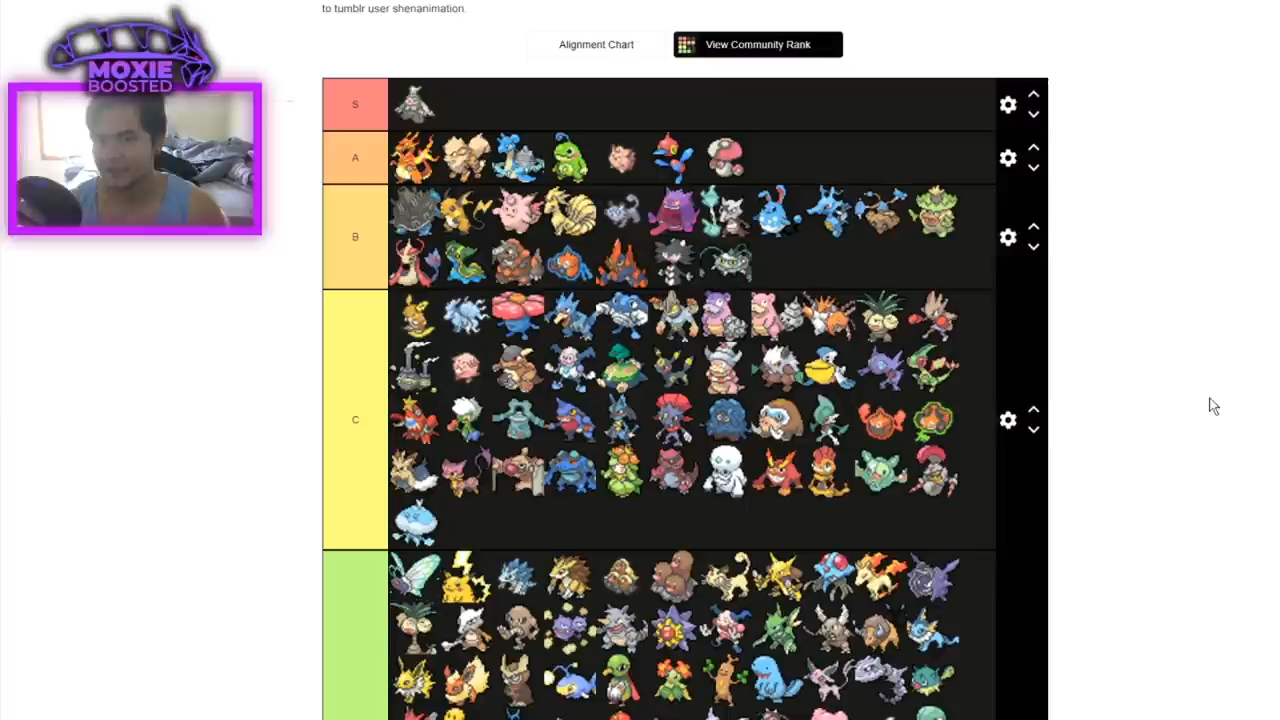 to tumblr user shenanimation.
Alignment Chart
View Community Rank
MOXIE
BOOSTED
S
A
B
C